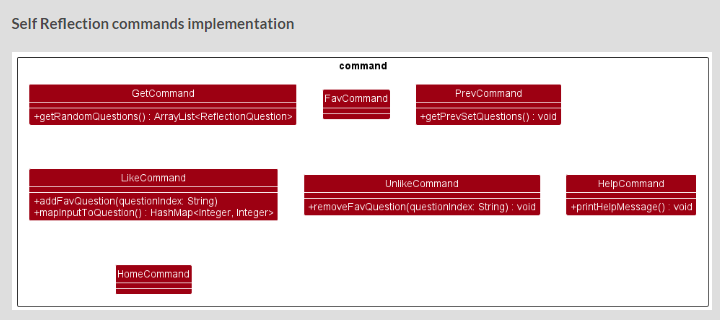 Self Reflection commands implementation
command
GetCommand
+getRandomQuestions() : ArrayList<ReflectionQuestion>
FavCommand
PrevCommand
+getPrevSetQuestions() : void
LikeCommand
+addFavQuestion(questionIndex: String)
+mapInputToQuestion() : HashMap<Integer, Integer>
UnlikeCommand
+removeFavQuestion(questionIndex: String) : void
HelpCommand
+printHelpMessage() : void
HomeCommand